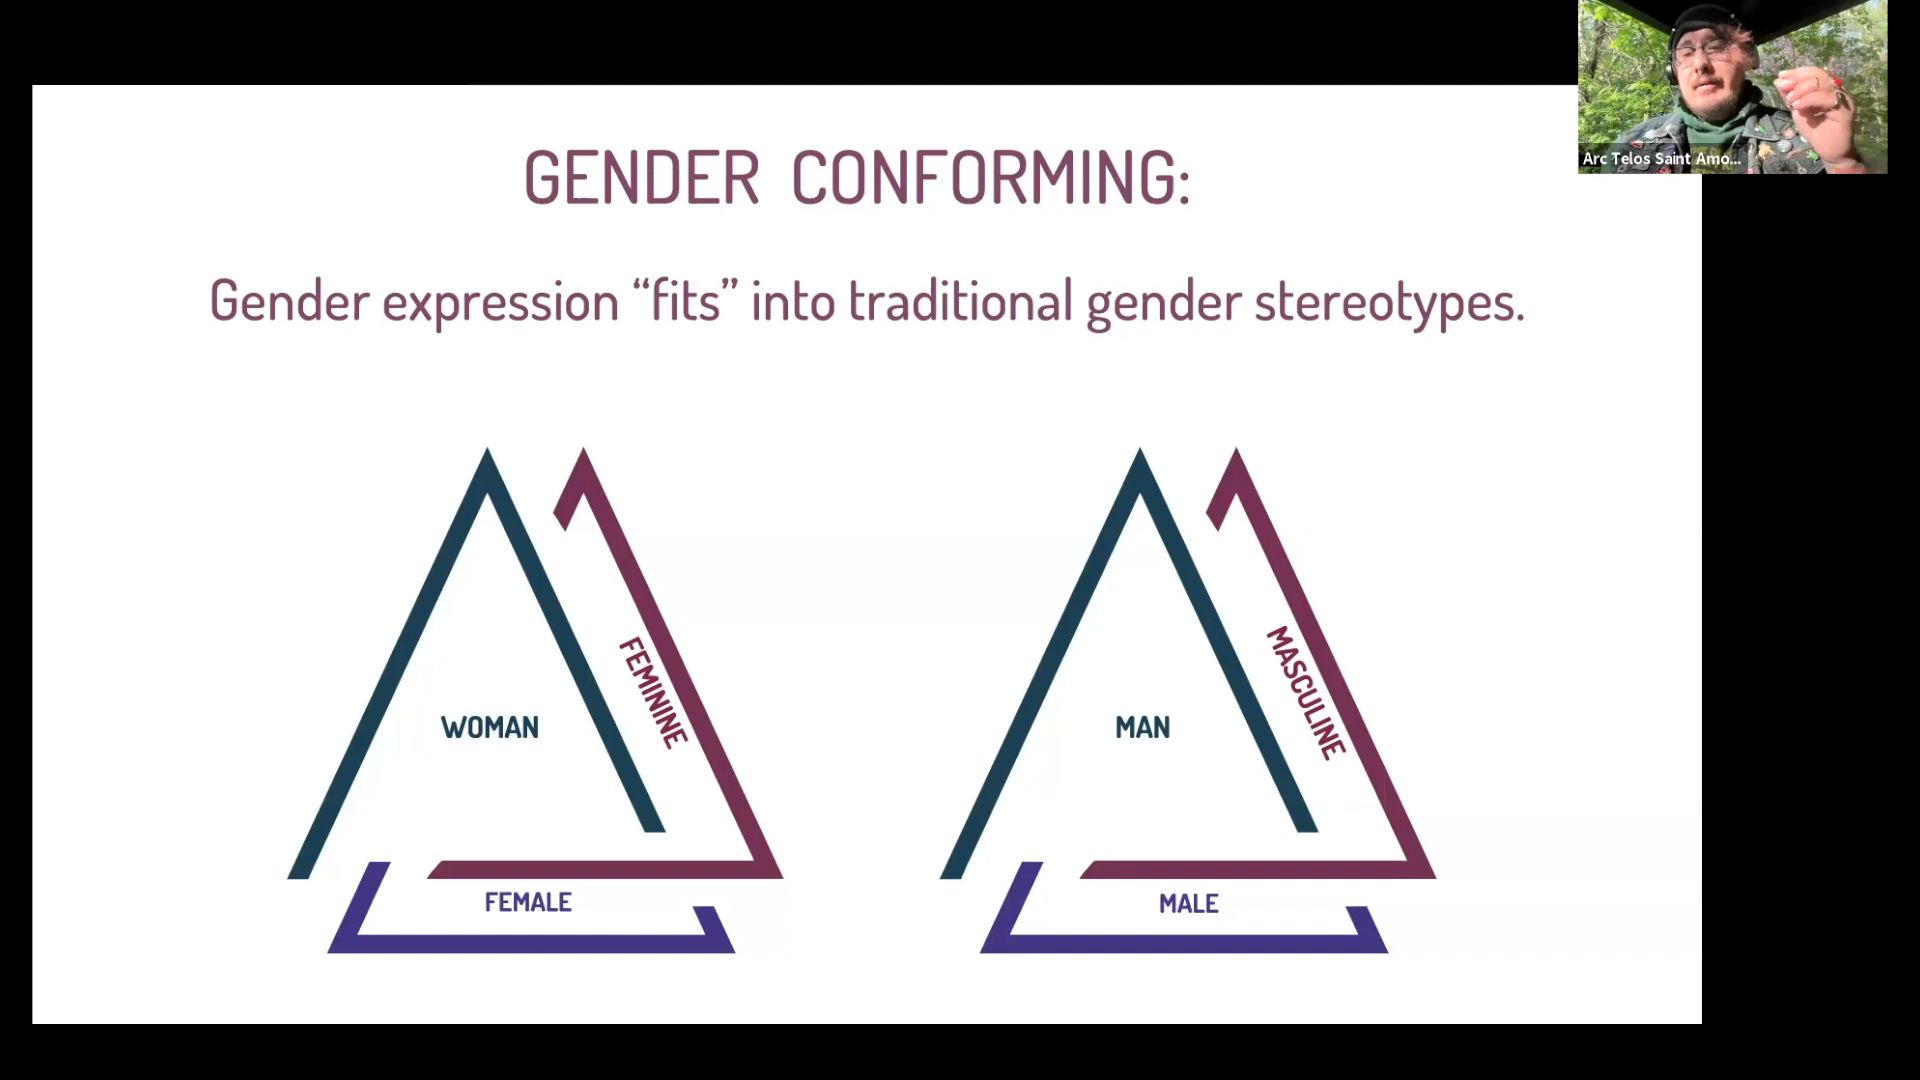 GENDER CONFORMING:
Gender expression “fits” into traditional gender stereotypes.
WOMAN
FEMININE
FEMALE
MAN
MASCULINE
MALE
Arc Telos Saint Amo...